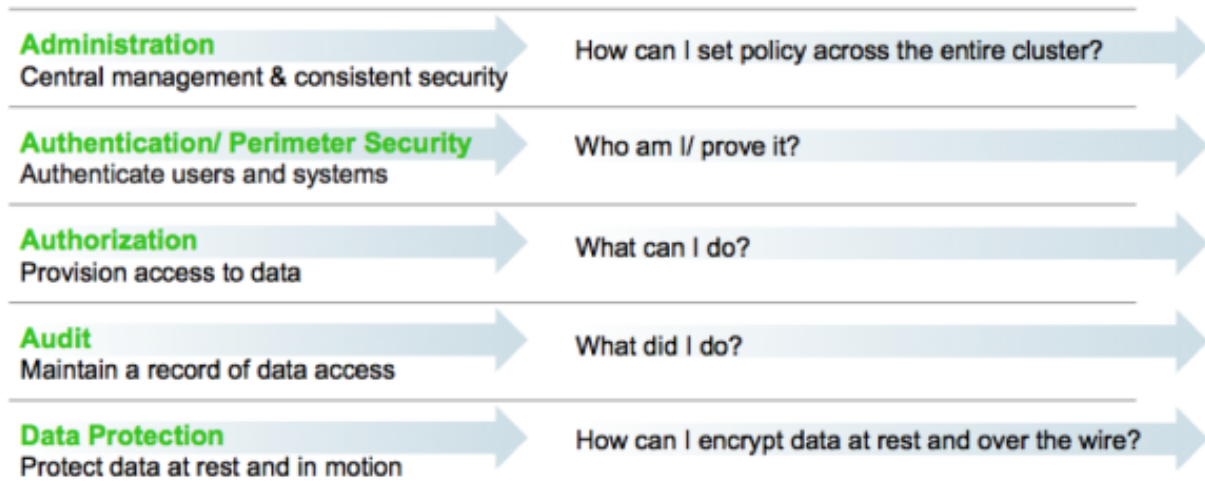 Administration
Central management & consistent security
How can I set policy across the entire cluster?
Authentication/ Perimeter Security
Authenticate users and systems
Who am I/ prove it?
Authorization
Provision access to data
What can I do?
Audit
Maintain a record of data access
What did I do?
Data Protection
Protect data at rest and in motion
How can I encrypt data at rest and over the wire?